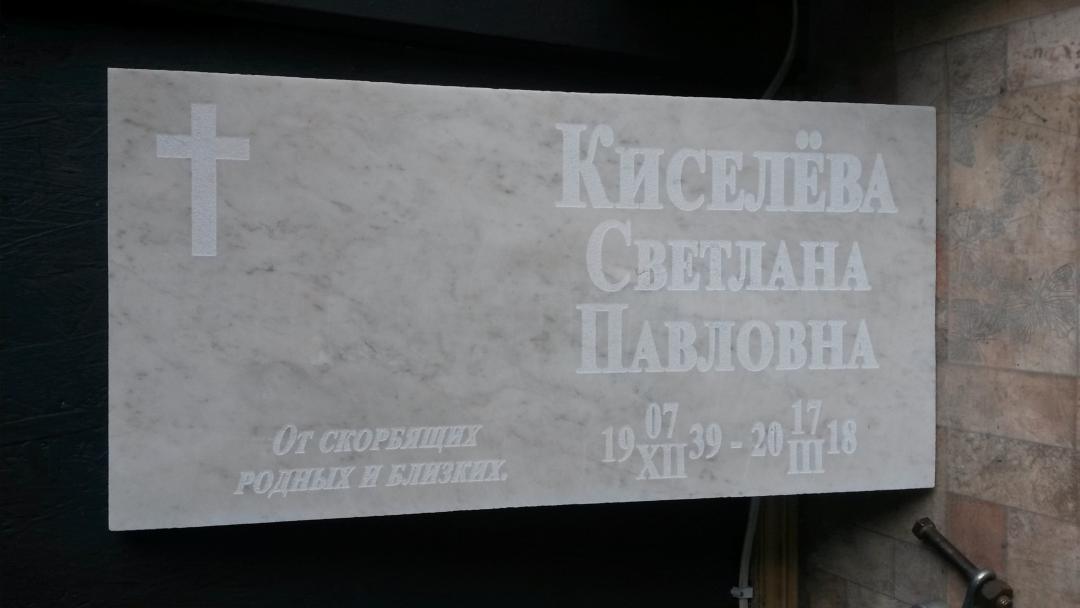 Киселёва
Светлана
Павловна
19 07 XII 39 - 20 17 III 18
От скорбящих
родных и близких.